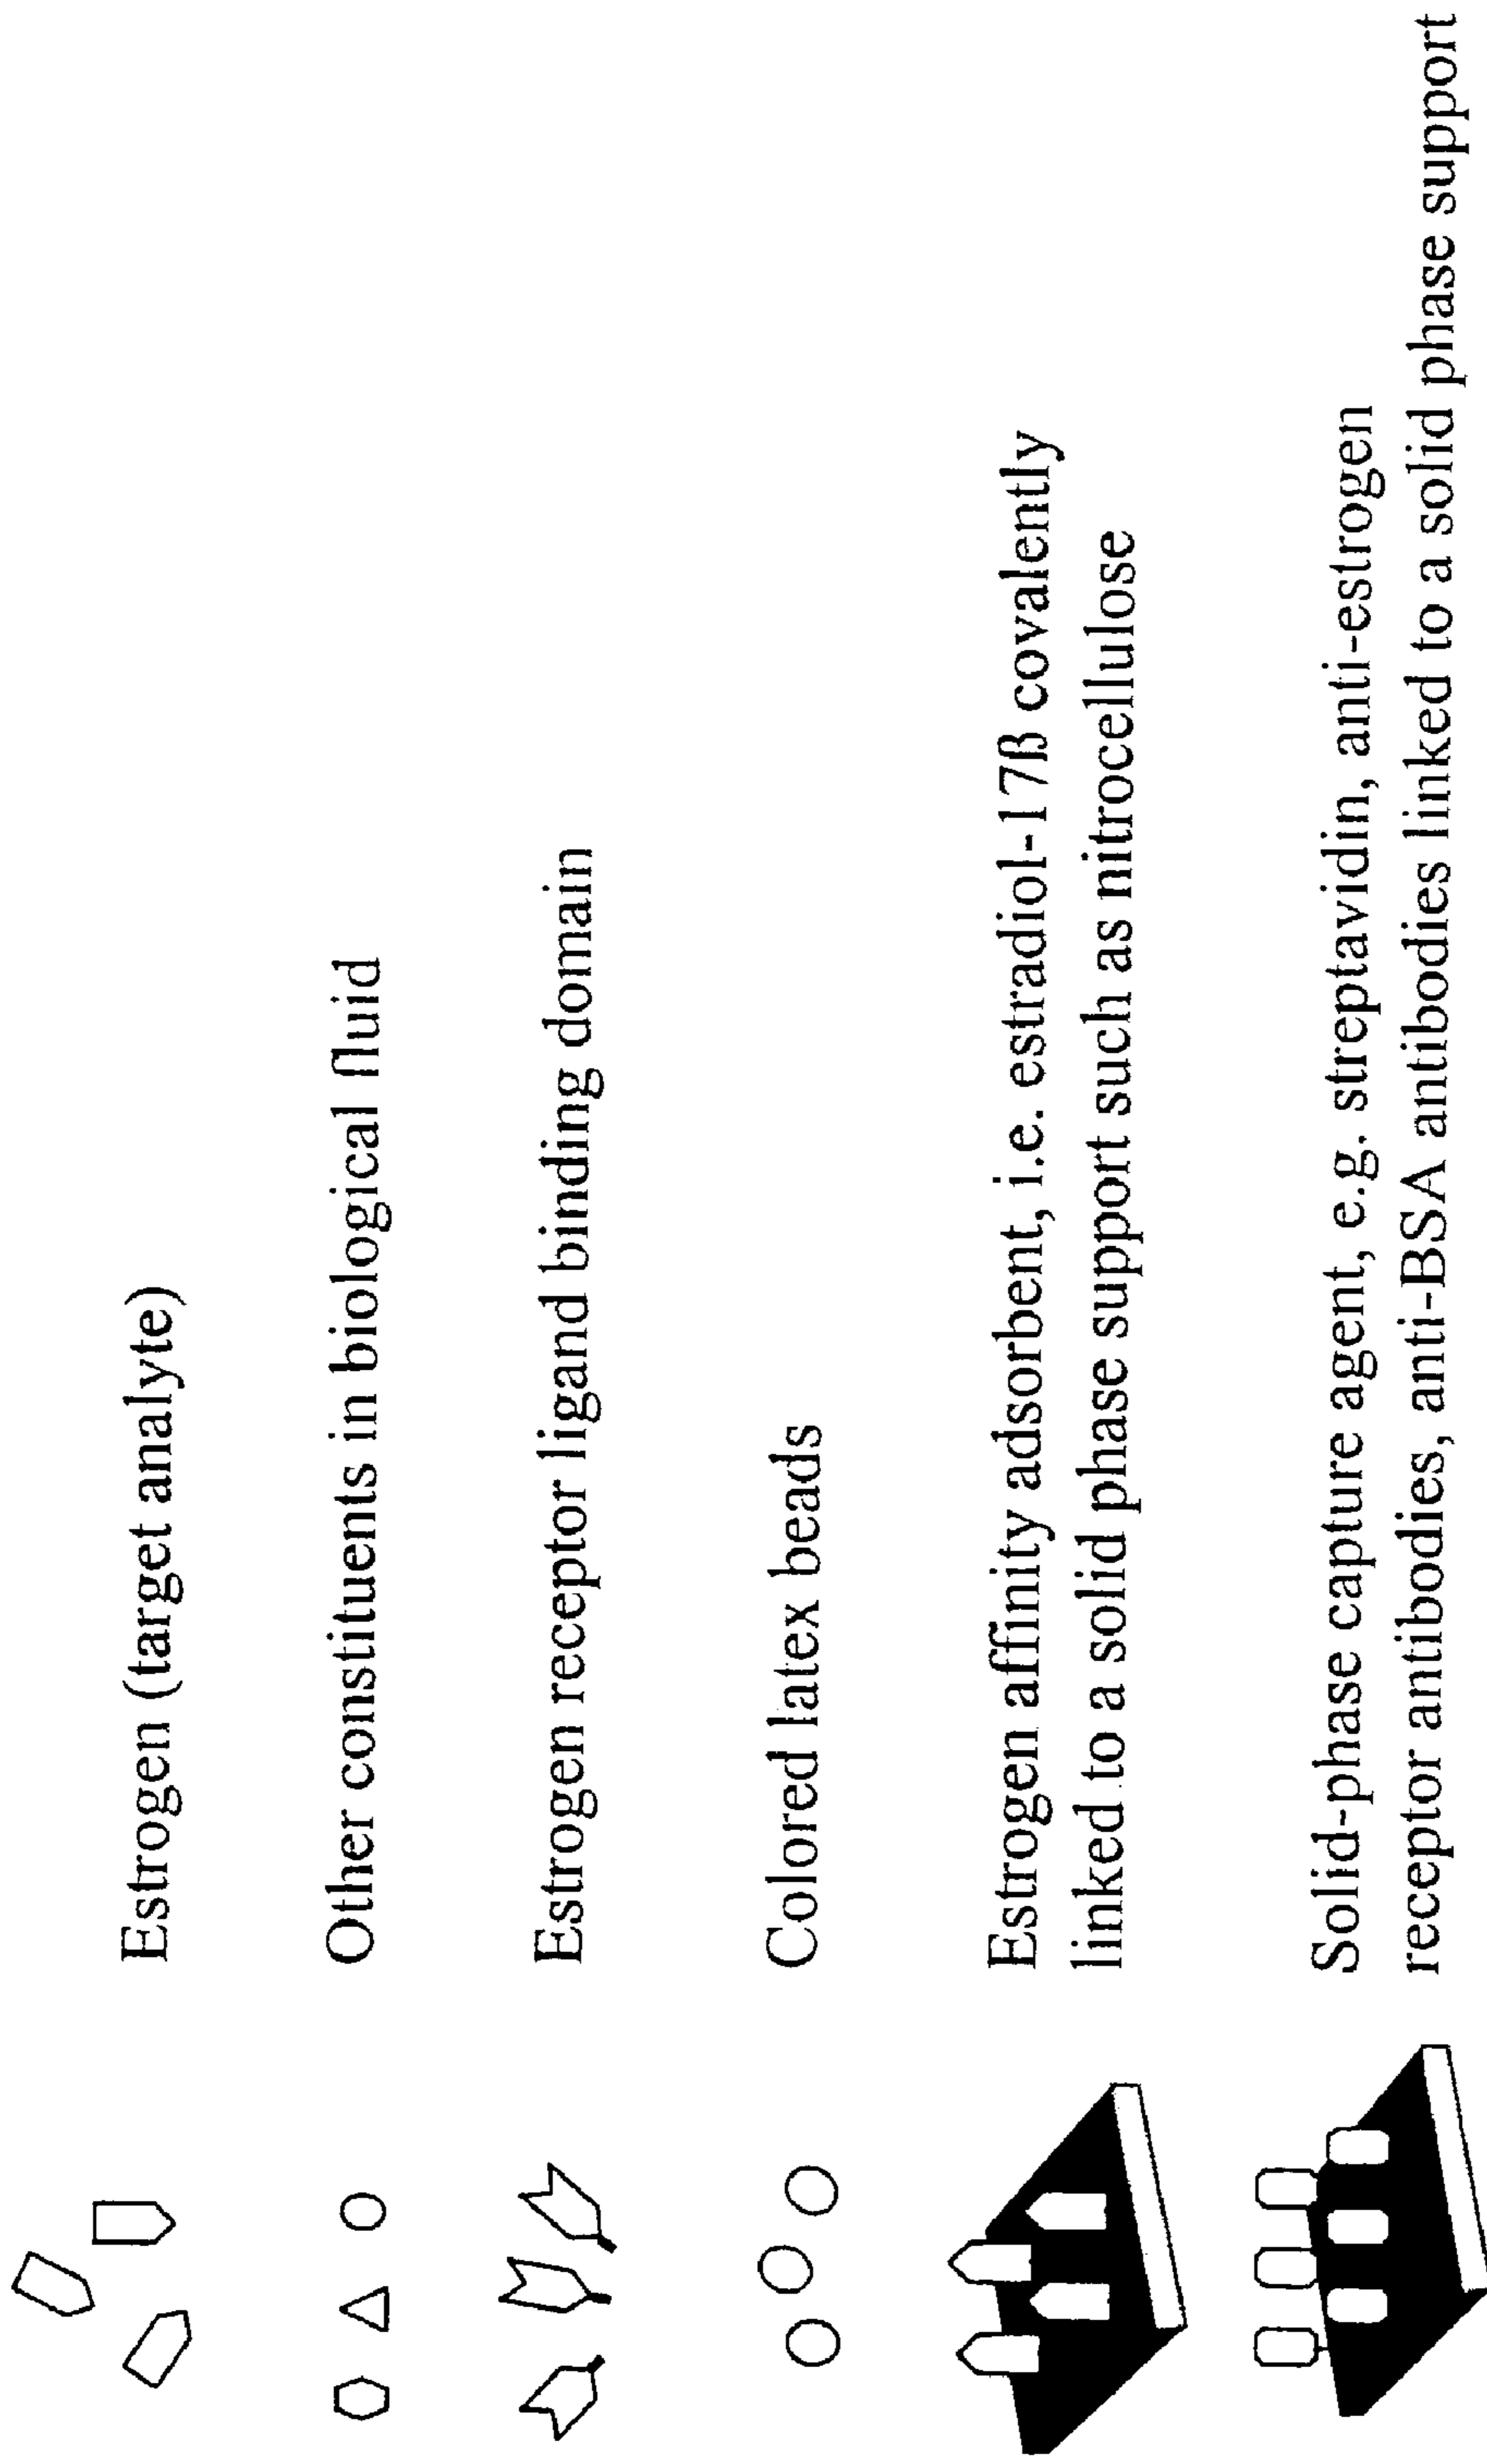 Estrogen (target analyte)
Other constituents in biological fluid
Estrogen receptor ligand binding domain
Colored latex beads
Estrogen affinity adsorbent, i.e. estradiol-17ß covalently
linked to a solid phase support such as nitrocellulose
Solid-phase capture agent, e.g. streptavidin, anti-estrogen
receptor antibodies, anti-BSA antibodies linked to a solid phase support